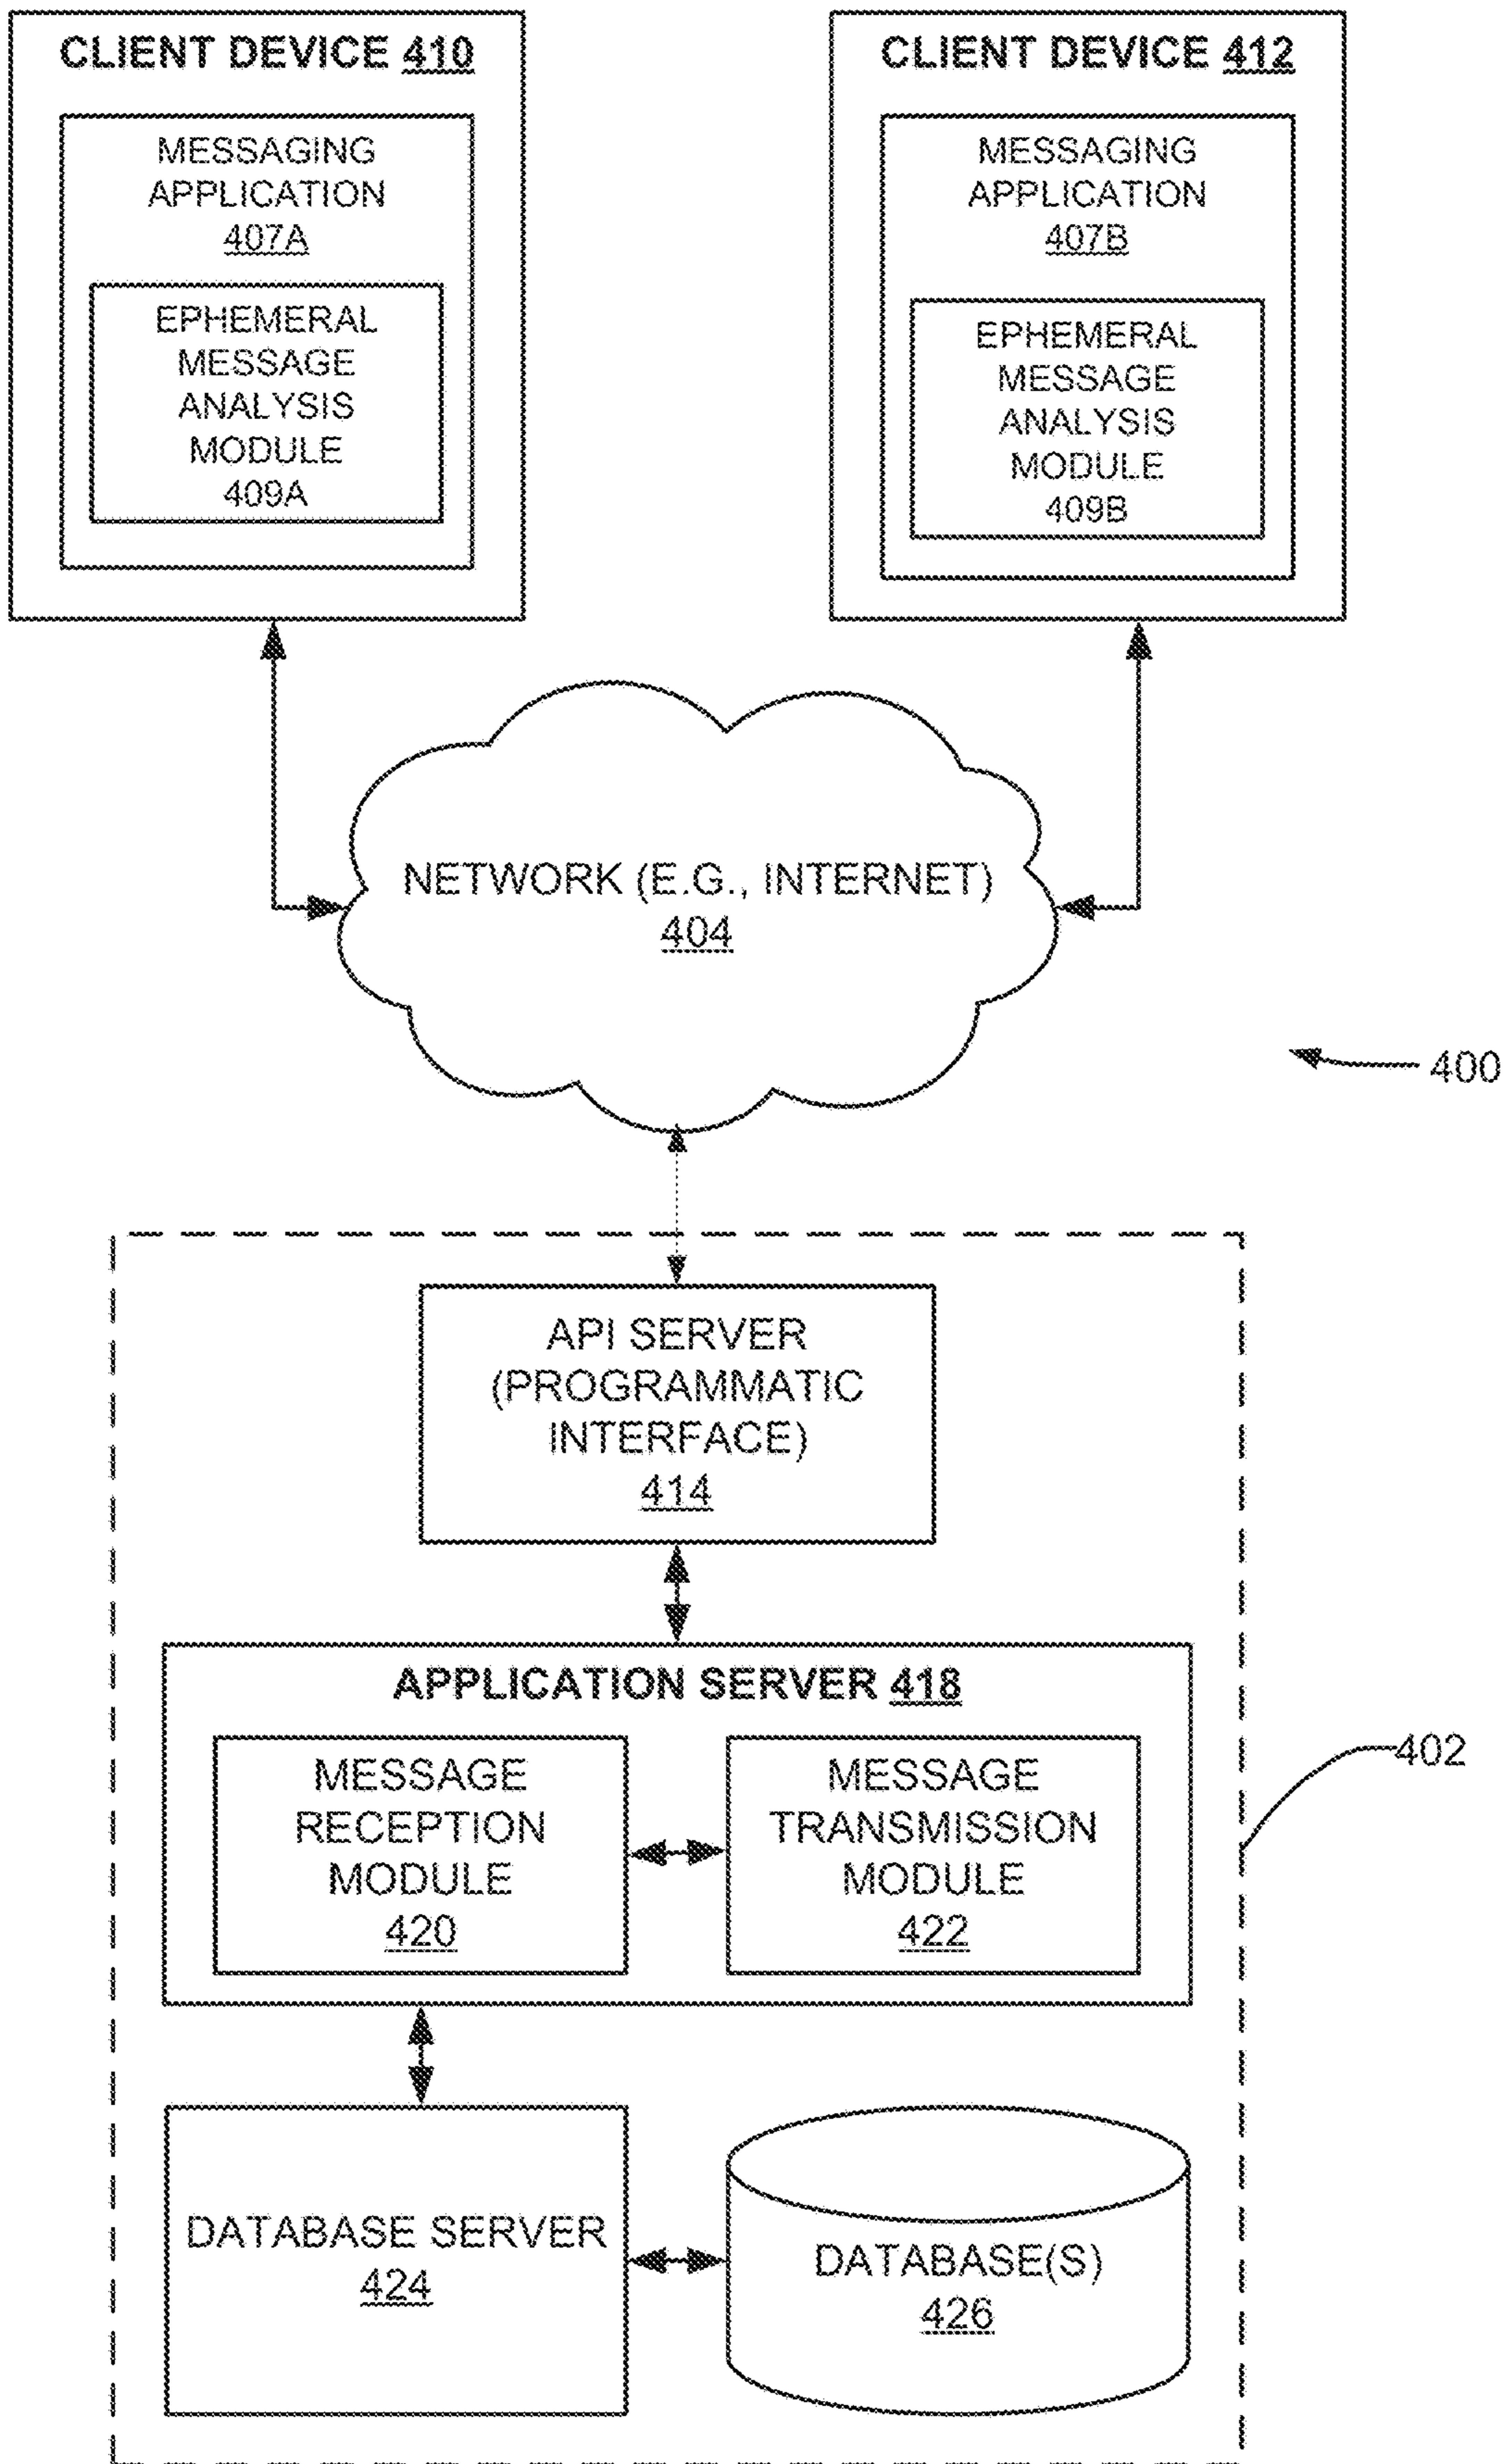 CLIENT DEVICE 410
MESSAGING
APPLICATION
407A
EPHEMERAL
MESSAGE
ANALYSIS
MODULE
409A
CLIENT DEVICE 412
MESSAGING
APPLICATION
407B
EPHEMERAL
MESSAGE
ANALYSIS
MODULE
409B
NETWORK (E.G., INTERNET)
404
400
API SERVER
(PROGRAMMATIC
INTERFACE)
414
APPLICATION SERVER 418
MESSAGE
RECEPTION
MODULE
420
MESSAGE
TRANSMISSION
MODULE
422
402
DATABASE SERVER
424
DATABASE(S)
426